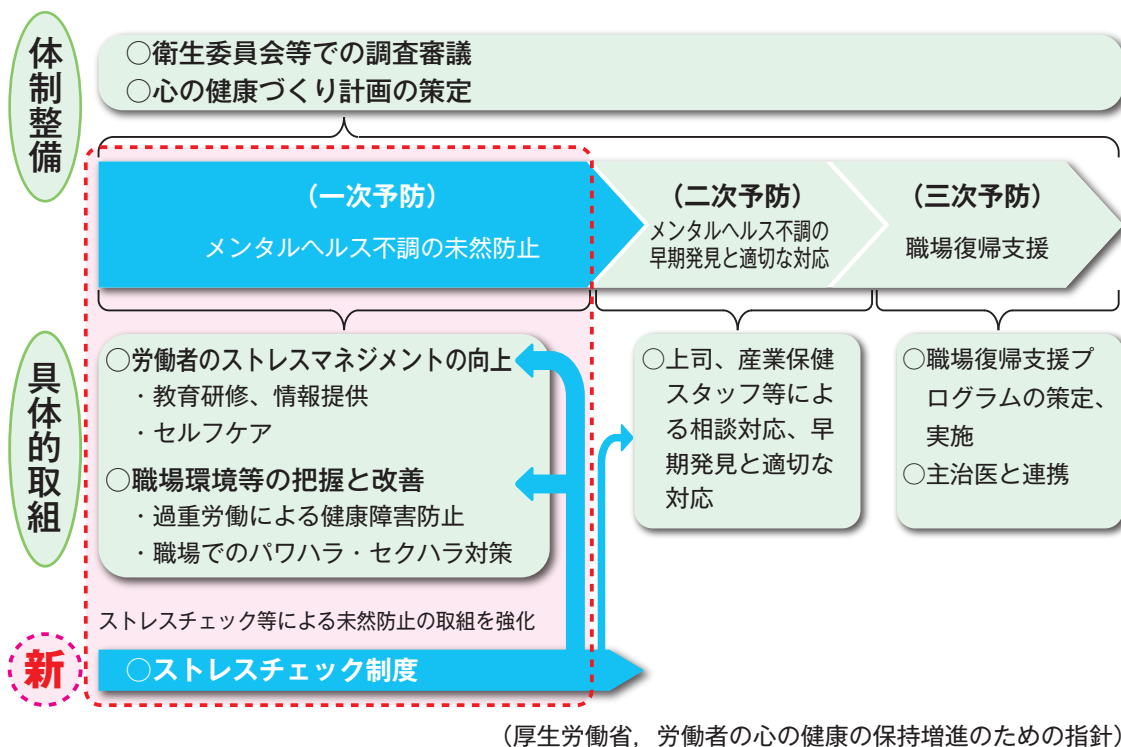 体制整備
○衛生委員会等での調査審議
○心の健康づくり計画の策定
(一次予防)
メンタルヘルス不調の未然防止
(二次予防)
メンタルヘルス不調の
早期発見と適切な対応
(三次予防)
職場復帰支援
具体的取組
○労働者のストレスマネジメントの向上
・教育研修、情報提供
・セルフケア
○職場環境等の把握と改善
・過重労働による健康障害防止
・職場でのパワハラ・セクハラ対策
○上司、産業保健
スタッフ等によ
る相談対応、早
期発見と適切な
対応
○職場復帰支援プ
ログラムの策定、
実施
○主治医と連携
ストレスチェック等による未然防止の取組を強化
新
○ストレスチェック制度
(厚生労働省，労働者の心の健康の保持増進のための指針)